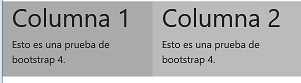 Columna 1
Esto es una prueba de
bootstrap 4.
Columna 2
Esto es una prueba de
bootstrap 4.